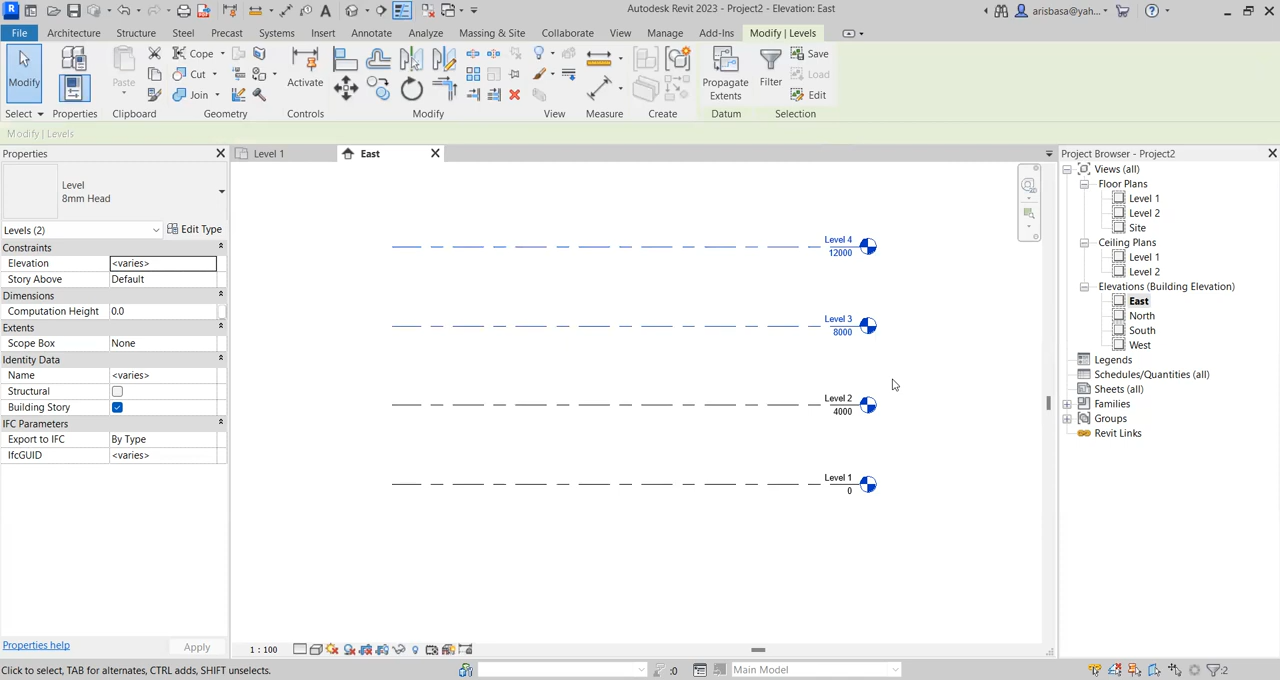 Autodesk Revit 2023 - Project2 - Elevation: East
arisbasa@yah...
File Architecture Structure Steel Precast Systems Insert Annotate Analyze Massing & Site Collaborate View Manage Add-Ins Modify | Levels
Modify
Paste
Cope
Cut
Join
Activate
Propagate
Extents
Filter
Save
Load
Edit
Select Properties Clipboard Geometry Controls Modify View Measure Create Datum Selection
Modify | Levels
Properties
Level 1
East
Project Browser - Project2
Level
8mm Head
Levels (2)
Edit Type
Constraints
Elevation <varies>
Story Above Default
Dimensions
Computation Height 0.0
Extents
Scope Box None
Identity Data
Name <varies>
Structural
Building Story
IFC Parameters
Export to IFC By Type
IfcGUID <varies>
Properties help
Apply
Level 4
12000
Level 3
8000
Level 2
4000
Level 1
0
Views (all)
Floor Plans
Level 1
Level 2
Site
Ceiling Plans
Level 1
Level 2
Elevations (Building Elevation)
East
North
South
West
Legends
Schedules/Quantities (all)
Sheets (all)
Families
Groups
Revit Links
1 : 100
Click to select, TAB for alternates, CTRL adds, SHIFT unselects.
:0
Main Model
:2